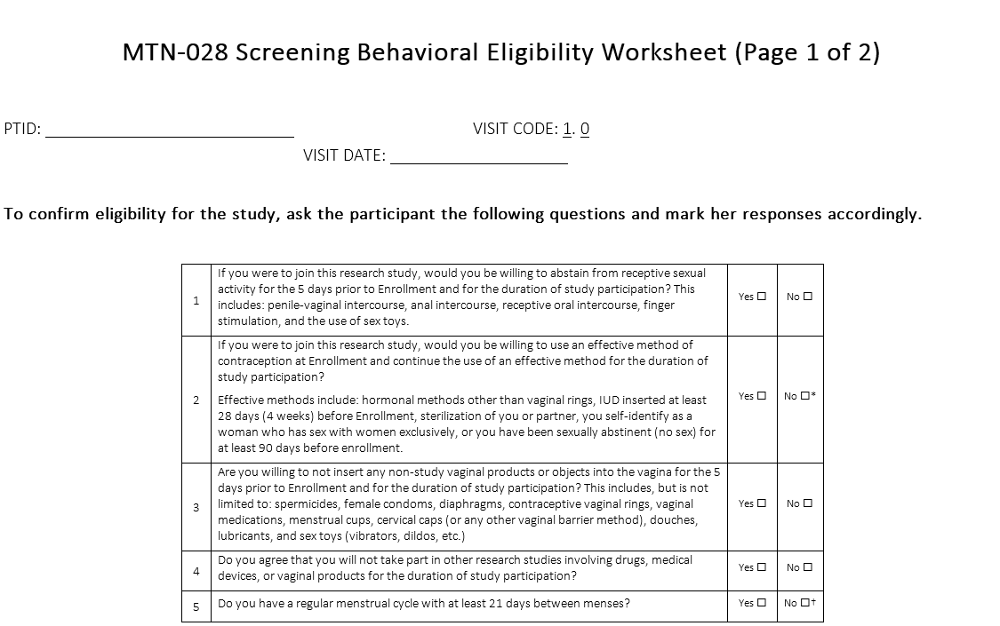 MTN-028 Screening Behavioral Eligibility Worksheet (Page 1 of 2)
PTID: ______________________________ VISIT CODE: 1. 0
VISIT DATE: _____________________
To confirm eligibility for the study, ask the participant the following questions and mark her responses accordingly.
If you were to join this research study, would you be willing to abstain from receptive sexual
activity for the 5 days prior to Enrollment and for the duration of study participation? This
1 Yes ☐ No ☐
includes: penile-vaginal intercourse, anal intercourse, receptive oral intercourse, finger
stimulation, and the use of sex toys.
If you were to join this research study, would you be willing to use an effective method of
contraception at Enrollment and continue the use of an effective method for the duration of
study participation?
2 Effective methods include: hormonal methods other than vaginal rings, IUD inserted at least Yes ☐ No ☐*
28 days (4 weeks) before Enrollment, sterilization of you or partner, you self-identify as a
woman who has sex with women exclusively, or you have been sexually abstinent (no sex) for
at least 90 days before enrollment.
Are you willing to not insert any non-study vaginal products or objects into the vagina for the 5
days prior to Enrollment and for the duration of study participation? This includes, but is not
3 limited to: spermicides, female condoms, diaphragms, contraceptive vaginal rings, vaginal Yes ☐ No ☐
medications, menstrual cups, cervical caps (or any other vaginal barrier method), douches,
lubricants, and sex toys (vibrators, dildos, etc.)
4 Do you agree that you will not take part in other research studies involving drugs, medical Yes ☐ No ☐
devices, or vaginal products for the duration of study participation?
5 Do you have a regular menstrual cycle with at least 21 days between menses? Yes ☐ No ☐†